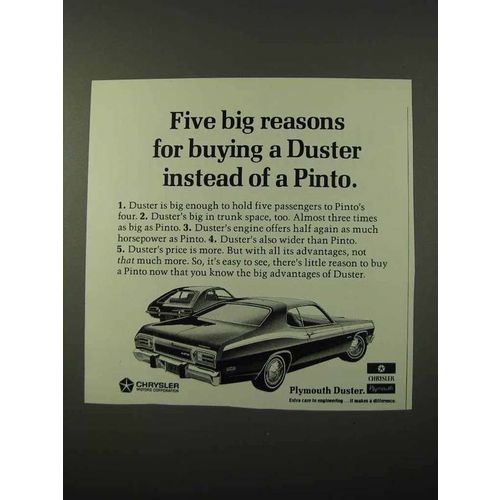 Five big reasons
for buying a Duster
instead of a Pinto.
1. Duster is big enough to hold five passengers to Pinto's
four. 2. Duster's big in trunk space, too. Almost three times
as big as Pinto. 3. Duster's engine offers half again as much
horsepower as Pinto. 4. Duster's also wider than Pinto.
5. Duster's price is more. But with all its advantages, not
that much more. So, it's easy to see, there's little reason to buy
a Pinto now that you know the big advantages of Duster.
CHRYSLER
MOTORS CORPORATION
Plymouth Duster.
Extra care in engineering...it makes a difference.
CHRYSLER
Plymouth